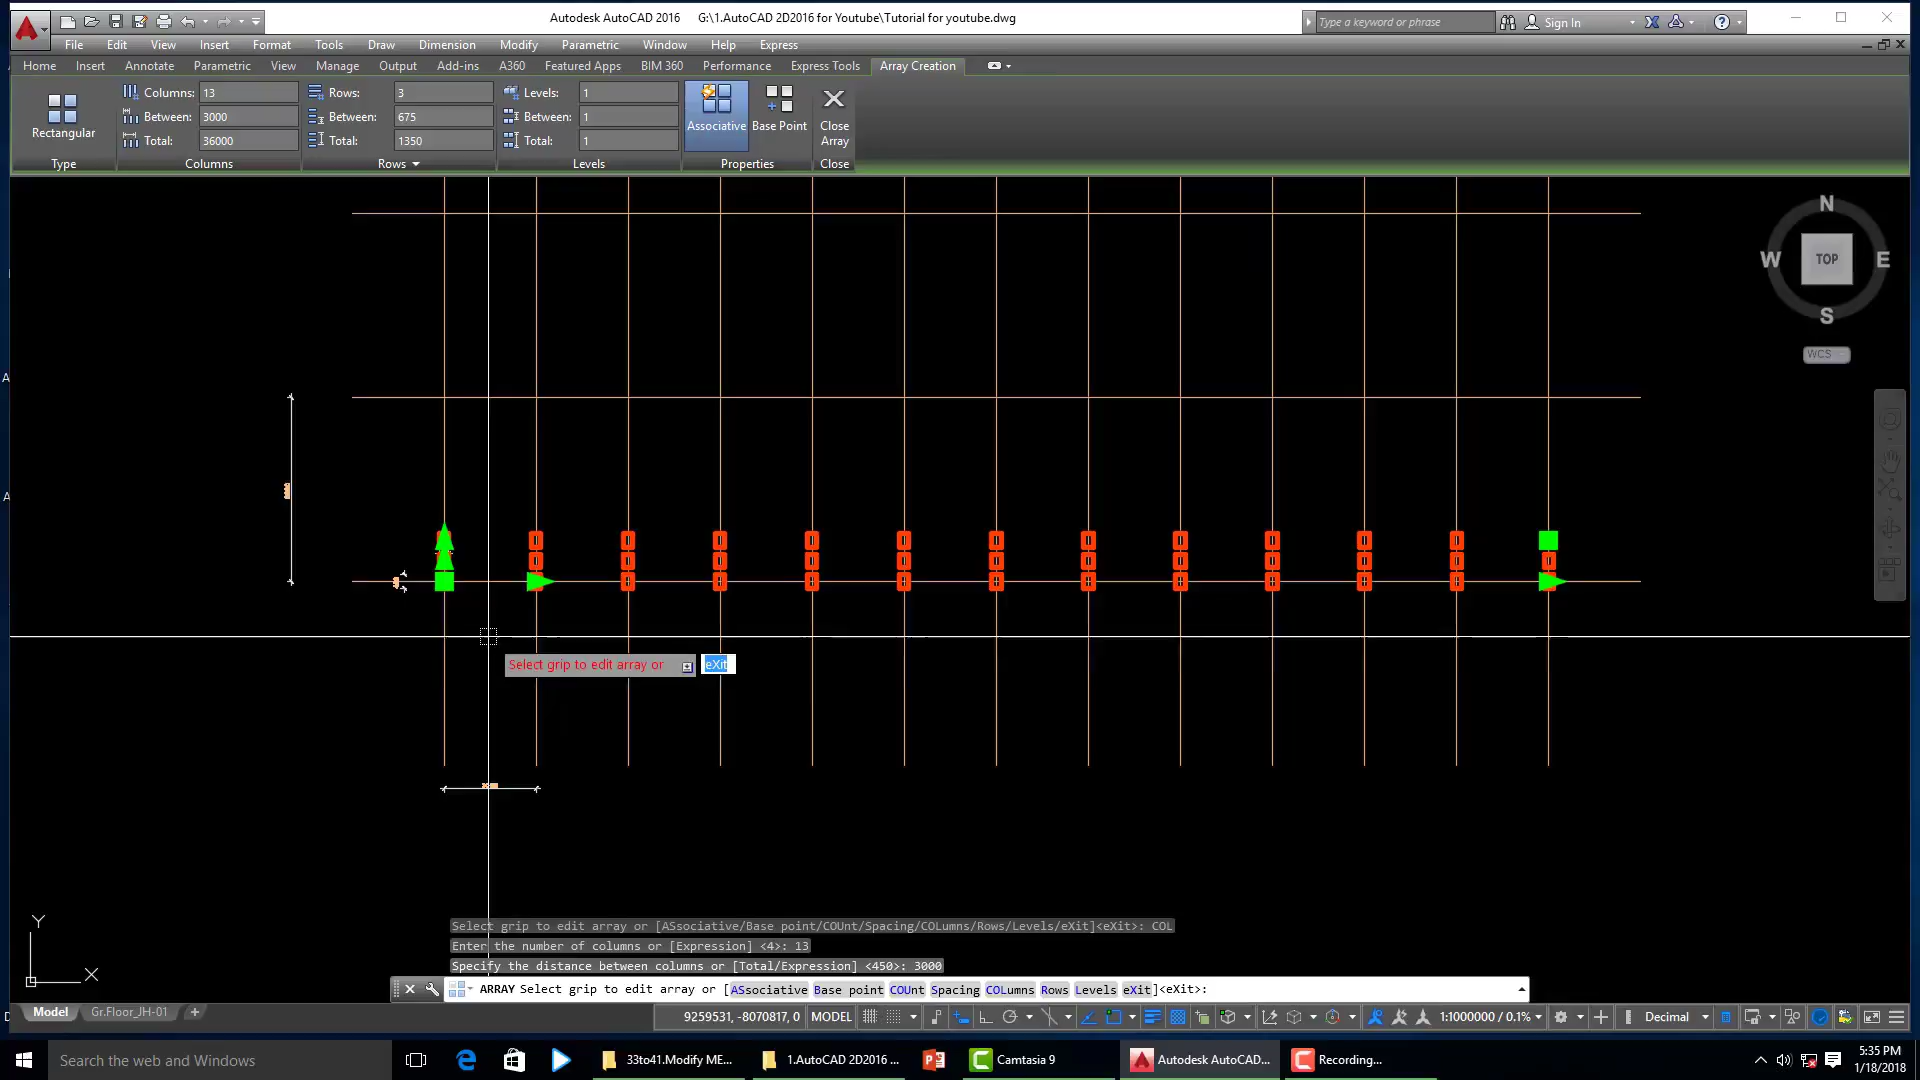 Autodesk AutoCAD 2016 G:\1.AutoCAD 2D2016 for Youtube\Tutorial for youtube.dwg
Type a keyword or phrase
Sign In
File Edit View Insert Format Tools Draw Dimension Modify Parametric Window Help Express
Home Insert Annotate Parametric View Manage Output Add-ins A360 Featured Apps BIM 360 Performance Express Tools Array Creation
Columns: 13 Rows: 3 Levels: 1
Between: 3000 Between: 675 Between: 1
Total: 36000 Total: 1350 Total: 1
Rectangular
Associative Base Point Close Array
Type Columns Rows Levels Properties Close
N
W TOP E
S
WCS
Select grip to edit array or eXit
Y
X
Select grip to edit array or [ASsociative/Base point/COUnt/Spacing/COLumns/Rows/Levels/eXit]<eXit>: COL
Enter the number of columns or [Expression] <4>: 13
Specify the distance between columns or [Total/Expression] <450>: 3000
ARRAY Select grip to edit array or [ASsociative Base point COUnt Spacing COLumns Rows Levels eXit]<eXit>:
Model Gr.Floor_JH-01 +
9259531, -8070817, 0 MODEL 1:1000000 / 0.1% Decimal
Search the web and Windows
33to41.Modify ME...
1.AutoCAD 2D2016 ...
Camtasia 9
Autodesk AutoCAD...
Recording...
5:35 PM
1/18/2018